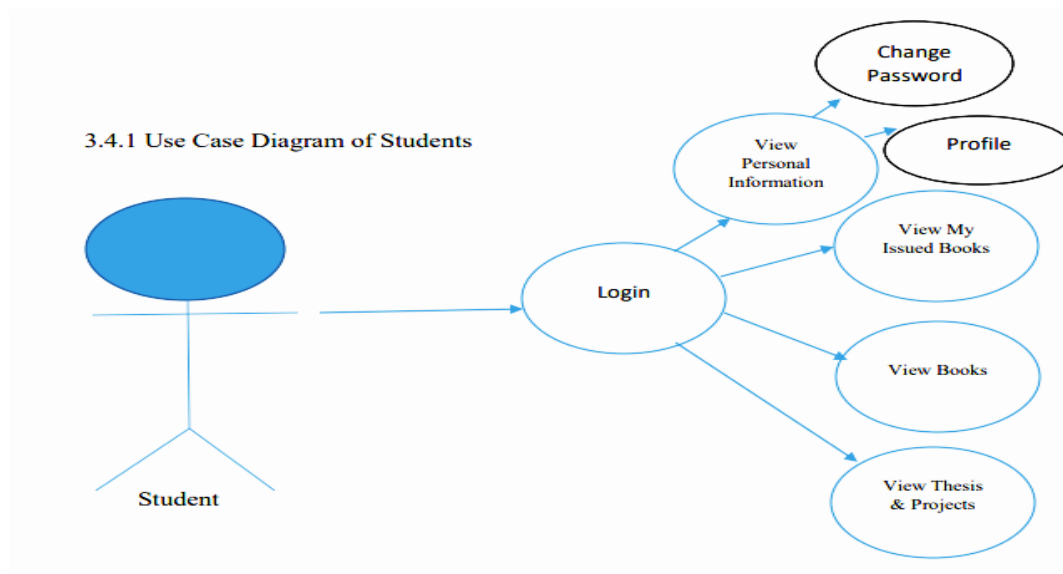 Change
Password
3.4.1 Use Case Diagram of Students
View
Personal
Information
Profile
View My
Issued Books
Login
View Books
View Thesis
& Projects
Student